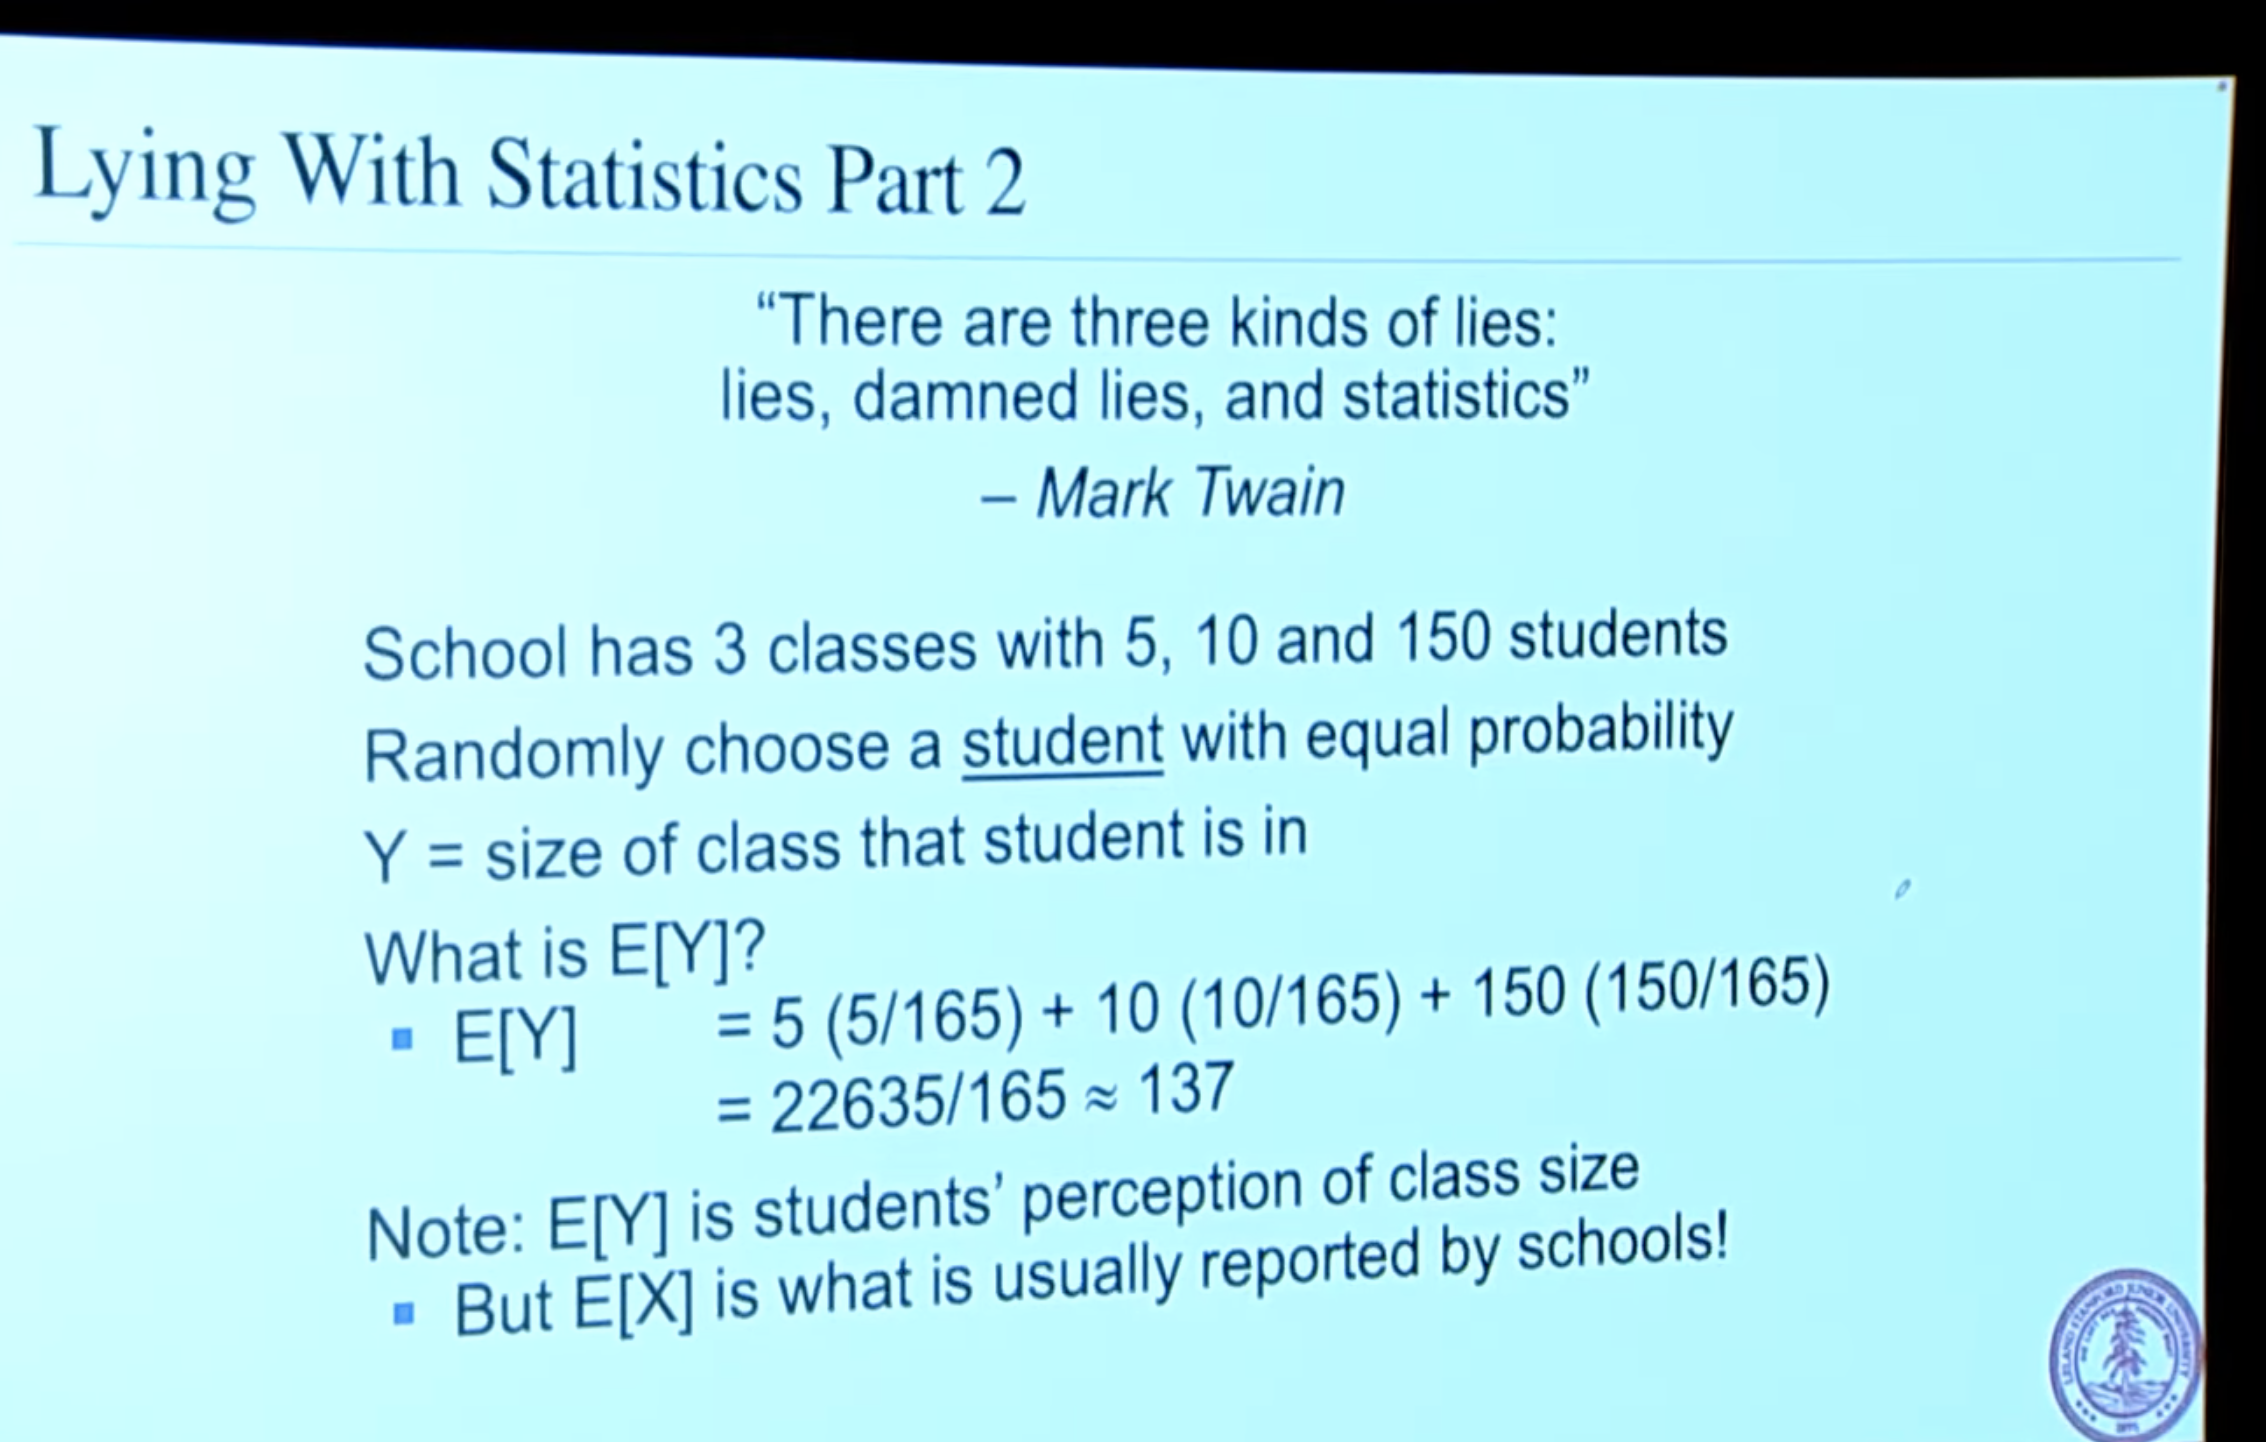 Lying With Statistics Part 2
“There are three kinds of lies:
lies, damned lies, and statistics”
– Mark Twain
School has 3 classes with 5, 10 and 150 students
Randomly choose a student with equal probability
Y = size of class that student is in
What is E[Y]?
▪ E[Y] = 5 (5/165) + 10 (10/165) + 150 (150/165)
= 22635/165 ≈ 137
Note: E[Y] is students’ perception of class size
▪ But E[X] is what is usually reported by schools!
LELAND STANFORD JUNIOR UNIVERSITY